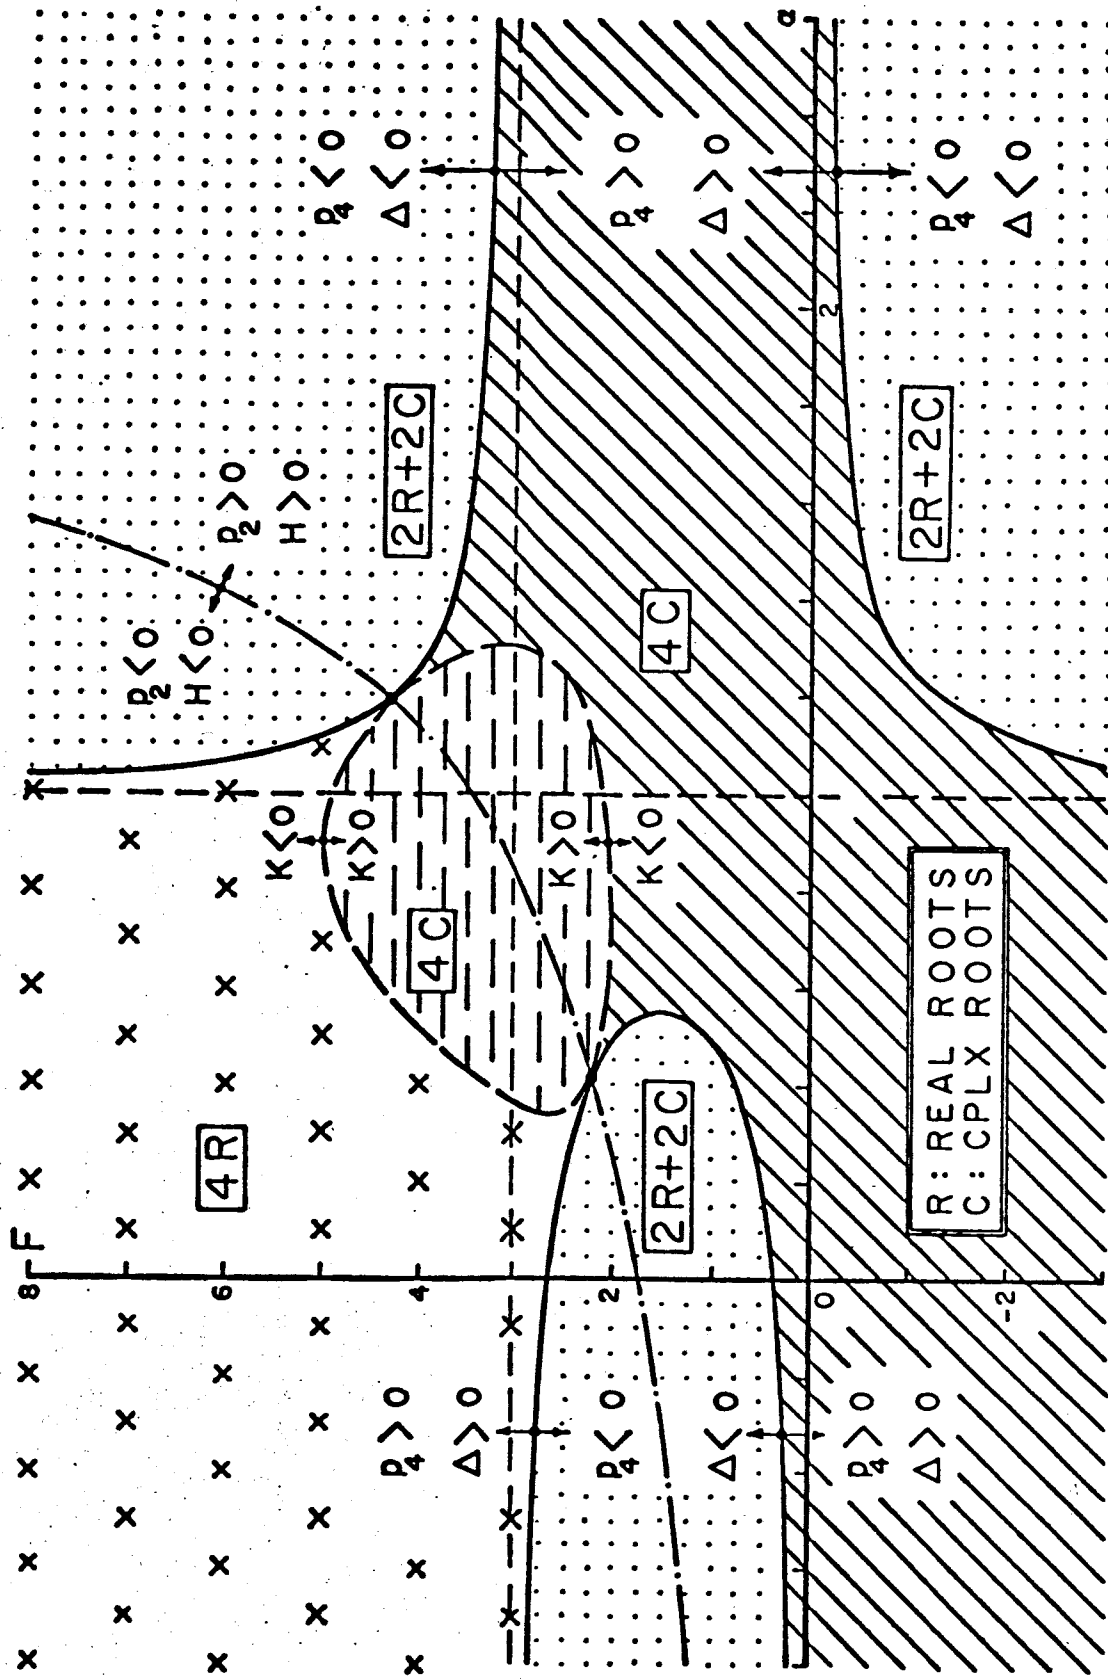 F
8
6
4
2
0
-2
2
α
4R
4C
4C
2R+2C
2R+2C
2R+2C
P₂<0
H<0
P₂>0
H>0
P₄<0
Δ<0
P₄>0
Δ>0
P₄<0
Δ<0
K<0
K>0
K>0
K<0
P₄>0
Δ>0
P₄<0
Δ<0
P₄>0
Δ>0
R: REAL ROOTS
C: CPLX ROOTS